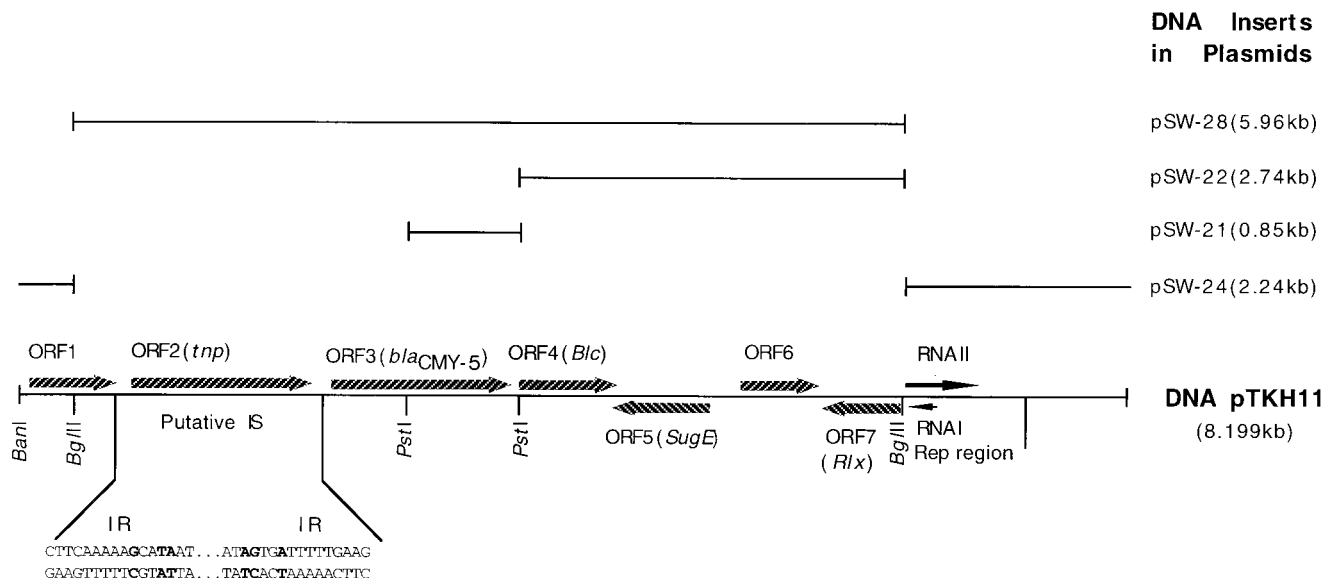 DNA Inserts
in Plasmids
pSW-28(5.96kb)
pSW-22(2.74kb)
pSW-21(0.85kb)
pSW-24(2.24kb)
ORF1
ORF2(tnp)
ORF3(blaCMY-5)
ORF4(Blc)
ORF6
RNAII
BanI
BglII
Putative IS
PstI
PstI
ORF5(SugE)
ORF7
(Rlx)
BglII
RNAI
Rep region
DNA pTKH11
(8.199kb)
IR
IR
CTTCAAAAAGCATAAT...ATAGTGATTTTTGAAG
GAAGTTTTTCGTATTA...TATCACTAAAAACTTC